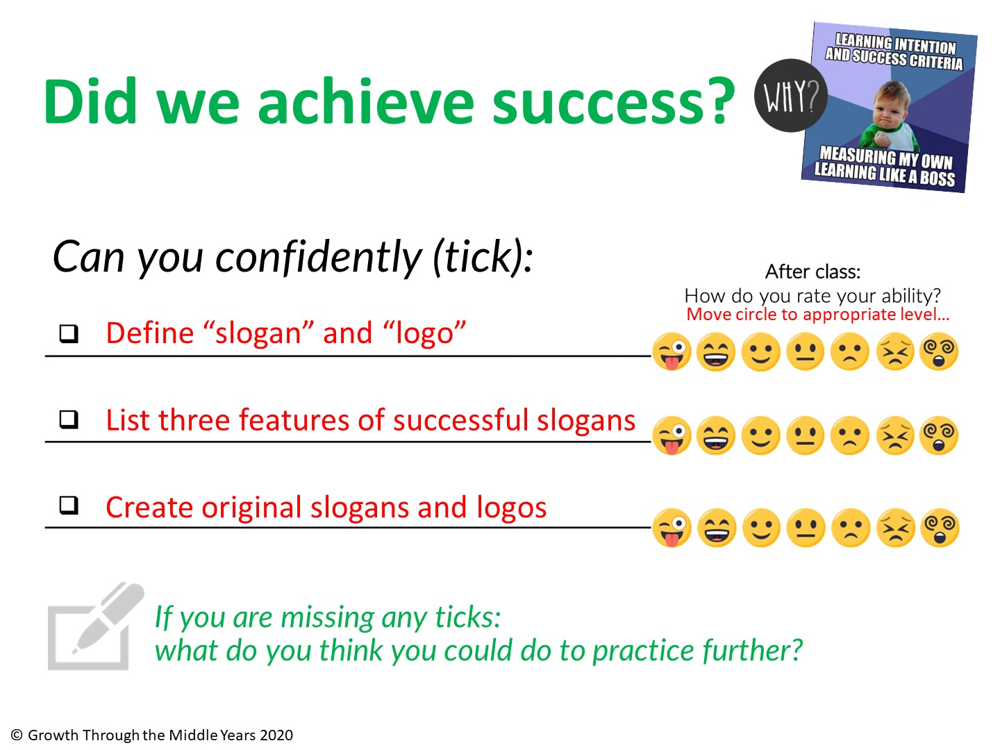 LEARNING INTENTION
AND SUCCESS CRITERIA
Did we achieve success?
WHY?
MEASURING MY OWN
LEARNING LIKE A BOSS
Can you confidently (tick):
After class:
How do you rate your ability?
Move circle to appropriate level...
Define “slogan” and “logo”
List three features of successful slogans
Create original slogans and logos
If you are missing any ticks:
what do you think you could do to practice further?
© Growth Through the Middle Years 2020